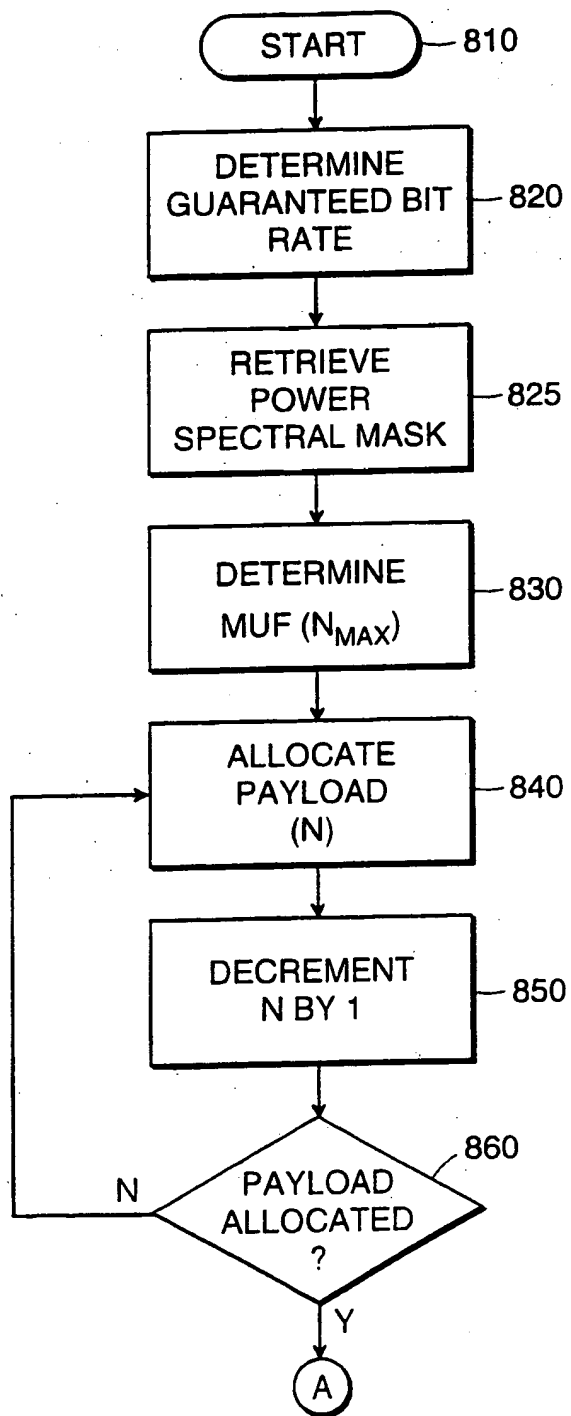 START
810
DETERMINE
GUARANTEED BIT
RATE
820
RETRIEVE
POWER
SPECTRAL MASK
825
DETERMINE
MUF (NMAX)
830
ALLOCATE
PAYLOAD
(N)
840
DECREMENT
N BY 1
850
860
PAYLOAD
ALLOCATED
?
N
Y
A